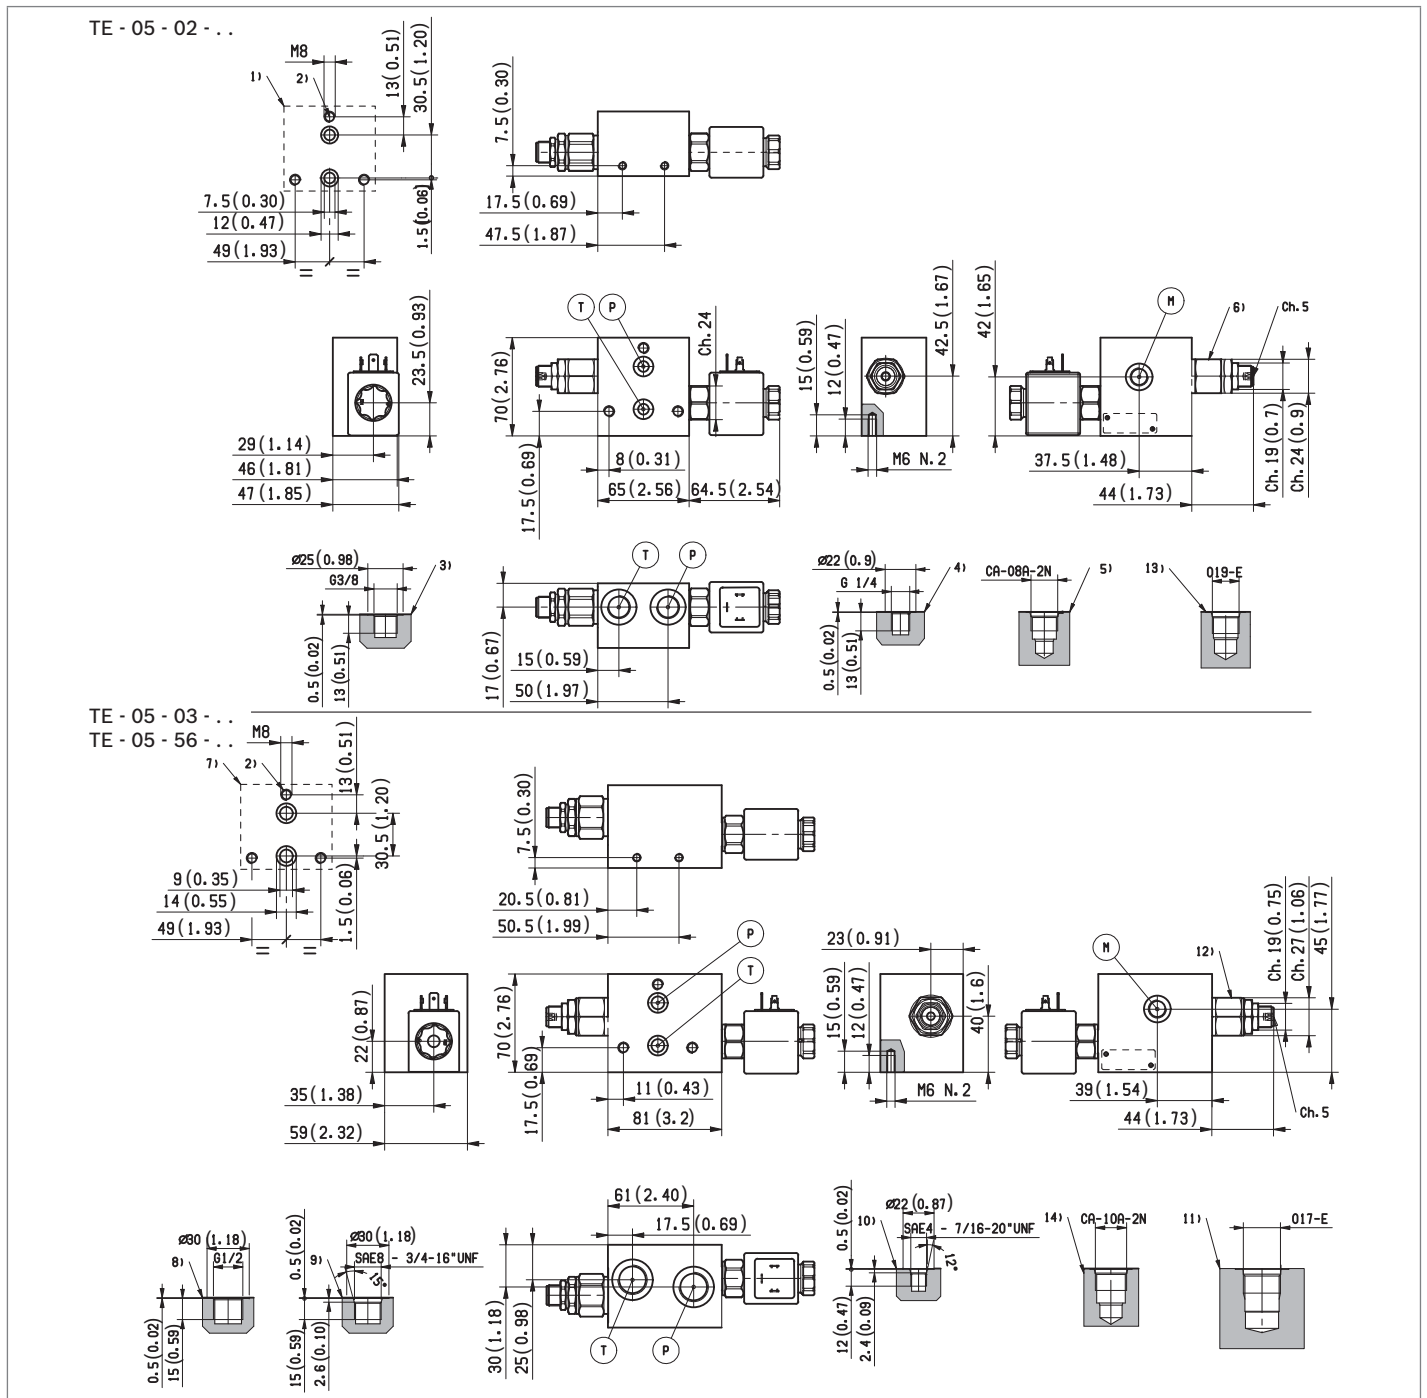 TE - 05 - 02 - . .
M8
1)
2)
13(0.51)
30.5(1.20)
7.5(0.30)
12(0.47)
49(1.93)
1.5(0.06)
=
=
7.5(0.30)
17.5(0.69)
47.5(1.87)
23.5(0.93)
29(1.14)
46(1.81)
47(1.85)
T
P
Ch.24
70(2.76)
17.5(0.69)
8(0.31)
65(2.56)
64.5(2.54)
15(0.59)
12(0.47)
42.5(1.67)
M6 N.2
42(1.65)
M
6)
Ch.5
37.5(1.48)
44(1.73)
Ch.19(0.7)
Ch.24(0.9)
Ø25(0.98)
G3/8
3)
0.5(0.02)
13(0.51)
T
P
17(0.67)
15(0.59)
50(1.97)
Ø22(0.9)
G 1/4
4)
0.5(0.02)
13(0.51)
CA-08A-2N
5)
13)
019-E
TE - 05 - 03 - . .
TE - 05 - 56 - . .
M8
7)
2)
13(0.51)
30.5(1.20)
9(0.35)
14(0.55)
49(1.93)
1.5(0.06)
=
=
7.5(0.30)
20.5(0.81)
50.5(1.99)
22(0.87)
35(1.38)
59(2.32)
P
T
70(2.76)
17.5(0.69)
11(0.43)
81(3.2)
23(0.91)
15(0.59)
12(0.47)
40(1.6)
M6 N.2
M
12)
Ch.19(0.75)
Ch.27(1.06)
45(1.77)
39(1.54)
44(1.73)
Ch.5
8)
Ø30(1.18)
G1/2
0.5(0.02)
15(0.59)
0.5(0.02)
9)
Ø30(1.18)
SAE8 - 3/4-16"UNF
15°
15(0.59)
2.6(0.10)
61(2.40)
17.5(0.69)
30(1.18)
25(0.98)
T
P
0.5(0.02)
10)
Ø22(0.87)
SAE4 - 7/16-20"UNF
12°
12(0.47)
2.4(0.09)
14)
CA-10A-2N
11)
017-E